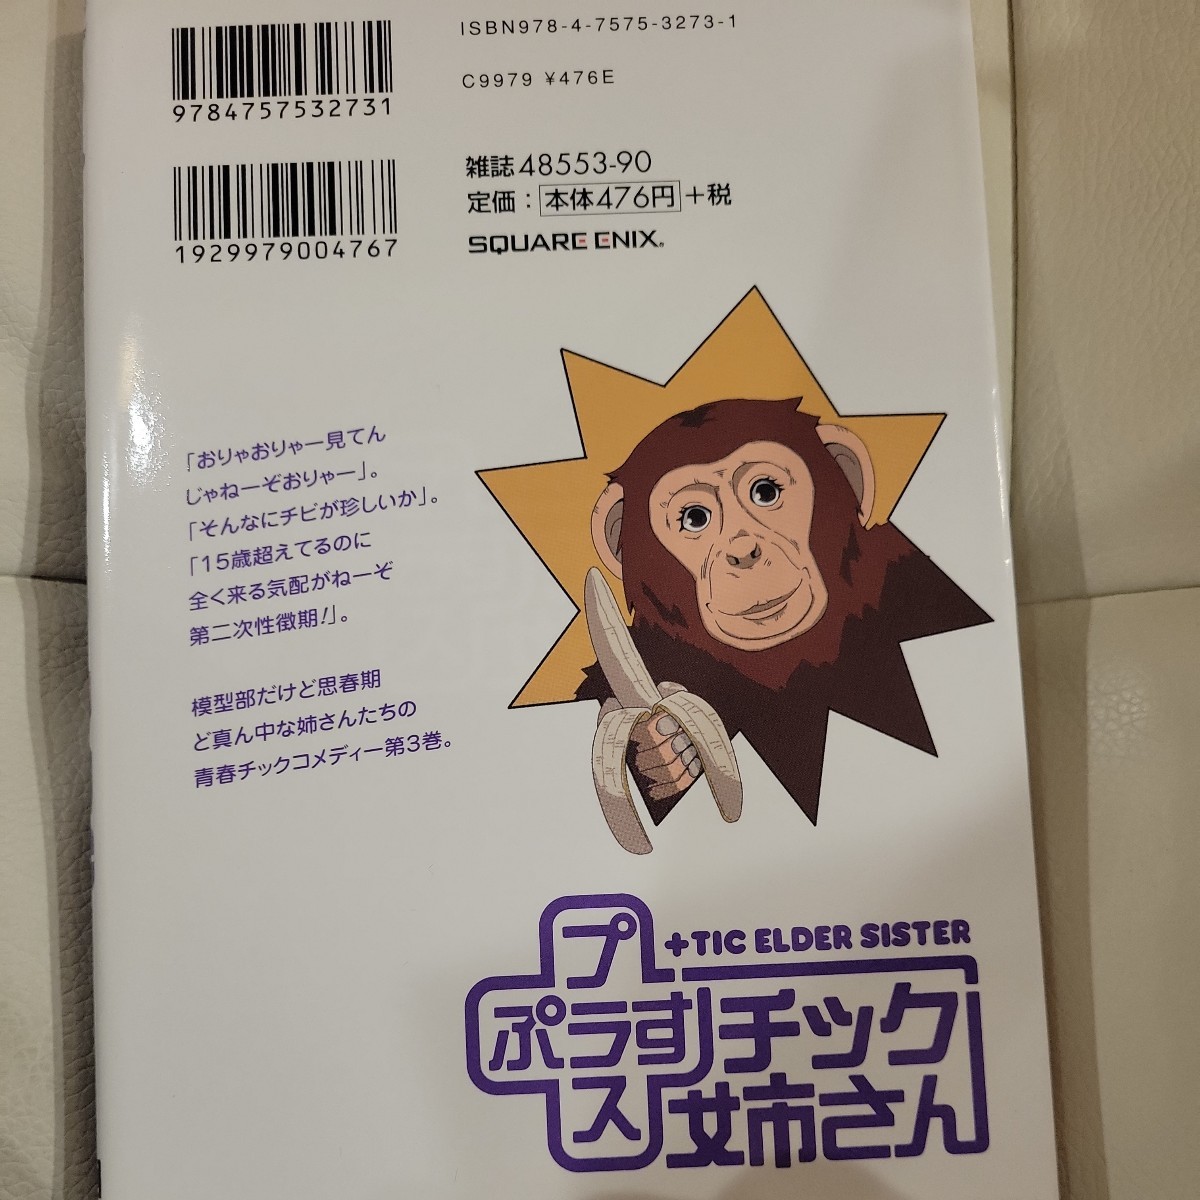 ISBN978-4-7575-3273-1
C9979 ¥476E
9784757532731
1929979004767
雑誌48553-90
定価：本体476円+税
SQUARE ENIX®
「おりゃおりゃー見てん
じゃねーぞおりゃー」。
「そんなにチビが珍しいか」。
「15歳超えてるのに
全く来る気配がねーぞ
第二次性徴期！」。
模型部だけど思春期
ど真ん中な姉さんたちの
青春チックコメディー第3巻。
+TIC ELDER SISTER
プ
ぷラすチック
ス姉さん